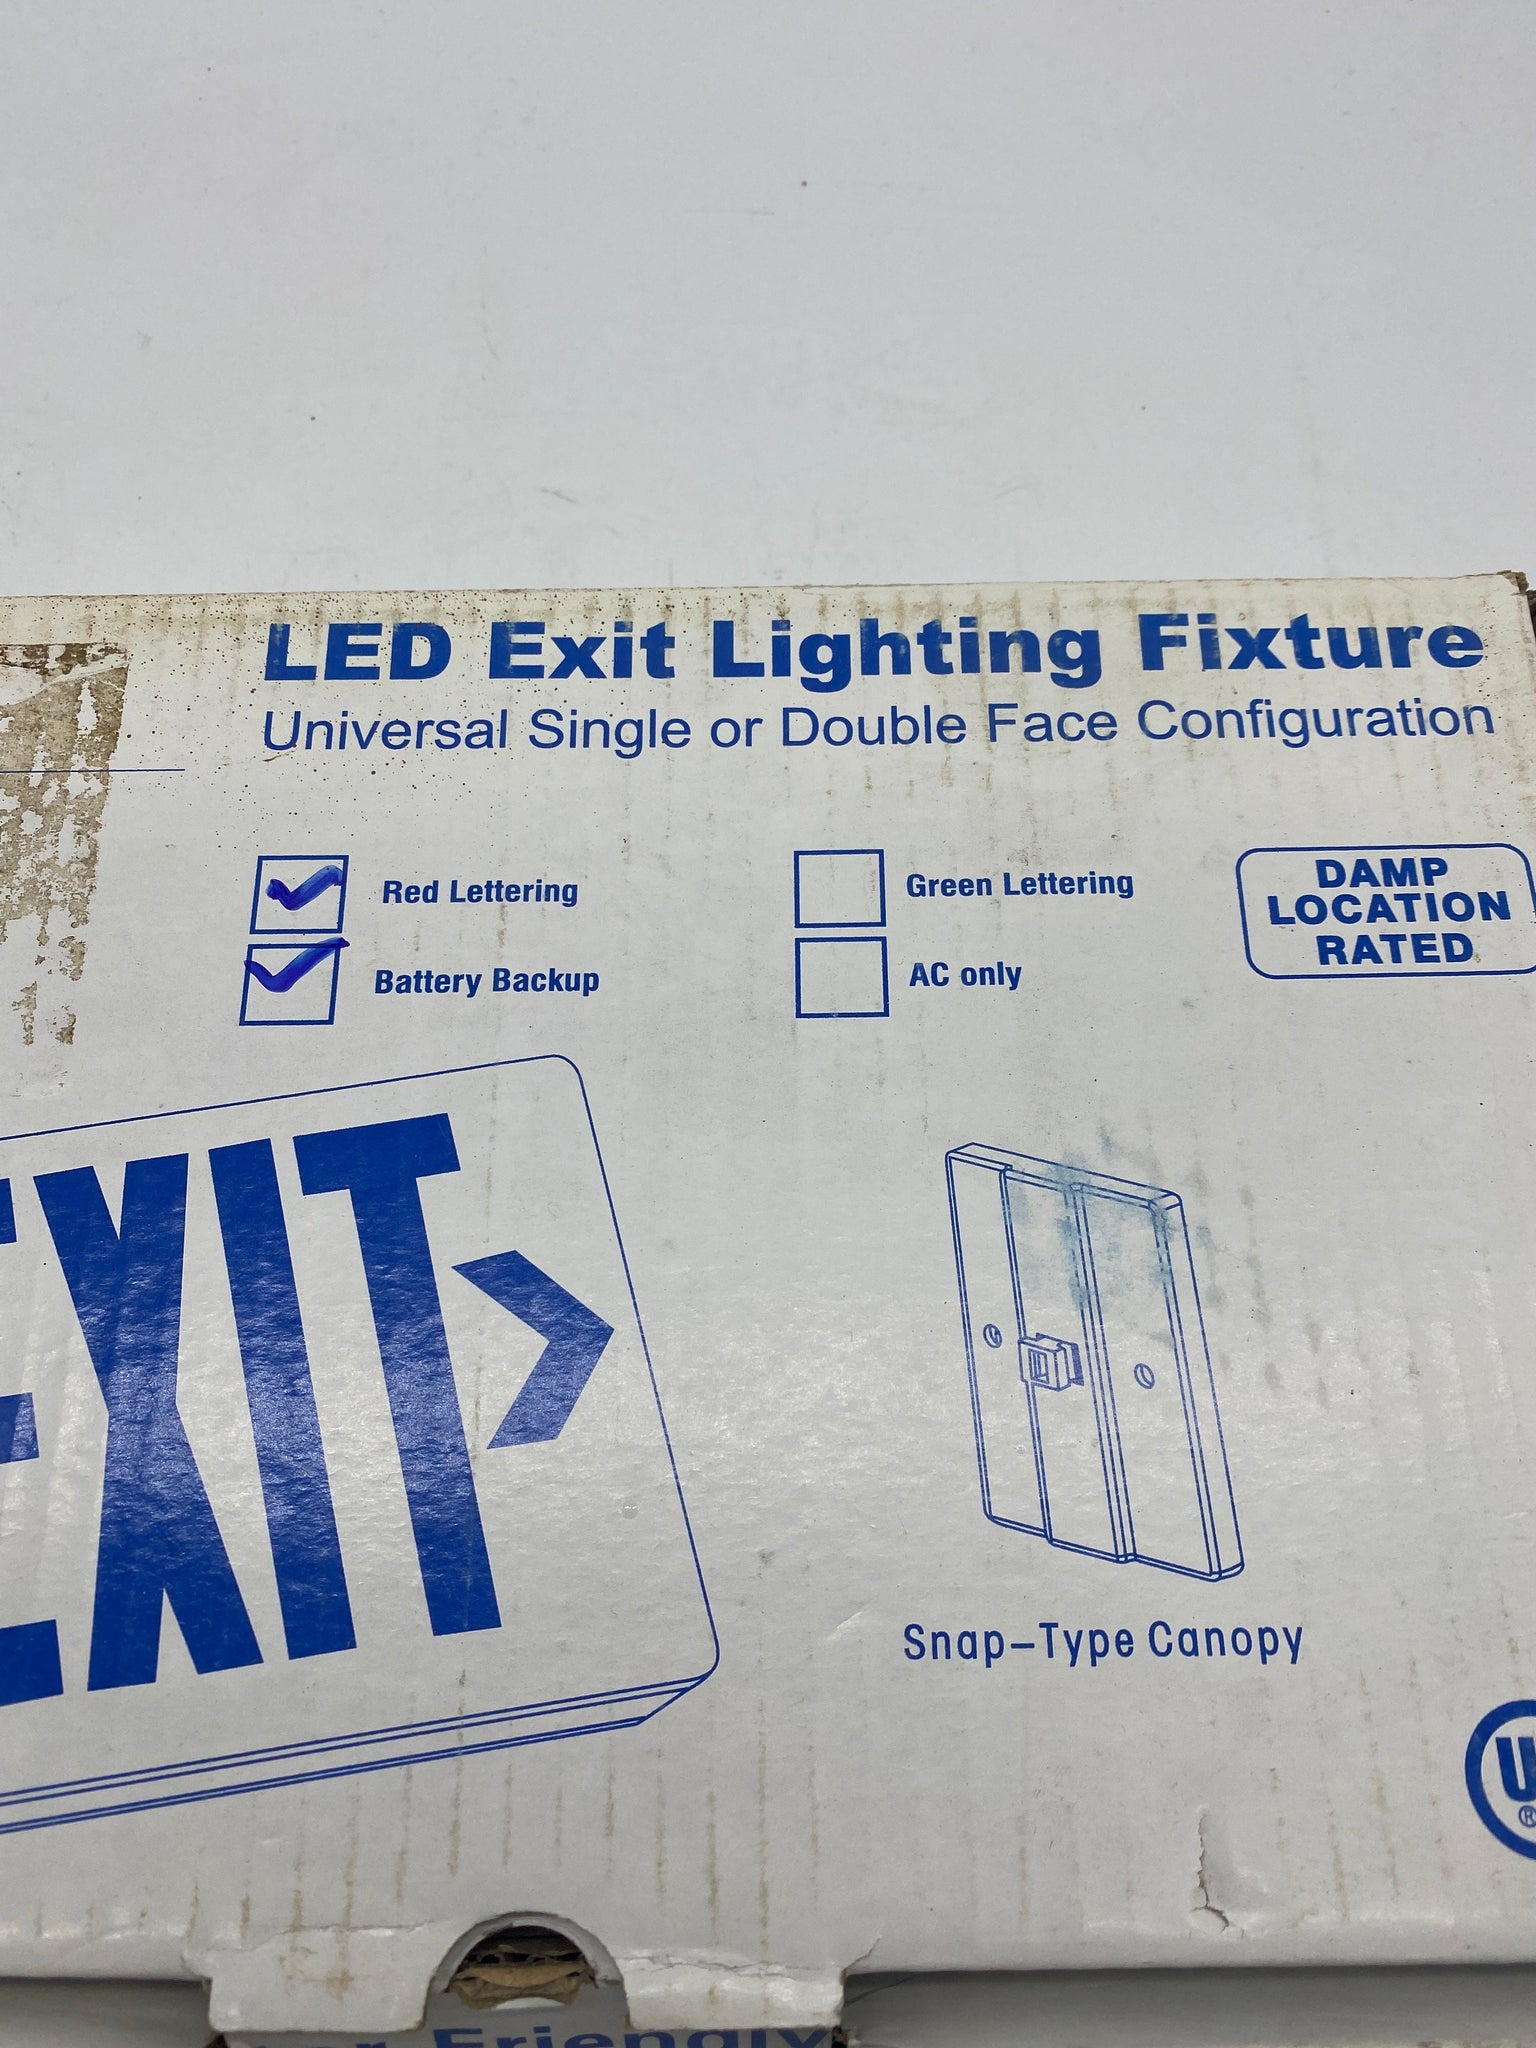 LED Exit Lighting Fixture
Universal Single or Double Face Configuration
Red Lettering
Green Lettering
Battery Backup
AC only
DAMP
LOCATION
RATED
EXIT
Snap-Type Canopy
U
®
Friendly